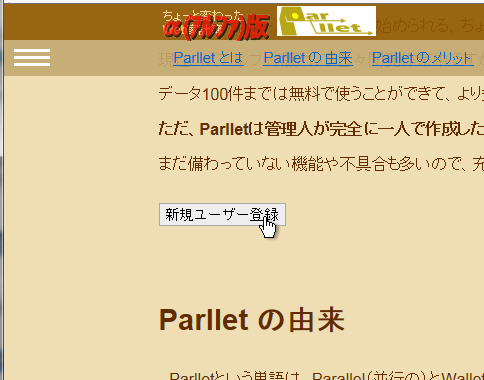 ちょっと変わった
α(アルファ)版
Parllet
始められる、ちょ
Parlletとは Parlletの由来 Parlletのメリット
データ100件までは無料で使うことができて、より
ただ、Parlletは管理人が完全に一人で作成した
まだ備わっていない機能や不具合も多いので、充
新規ユーザー登録
Parllet の由来
Parlletという単語は、Parallel(並行の)とWalle